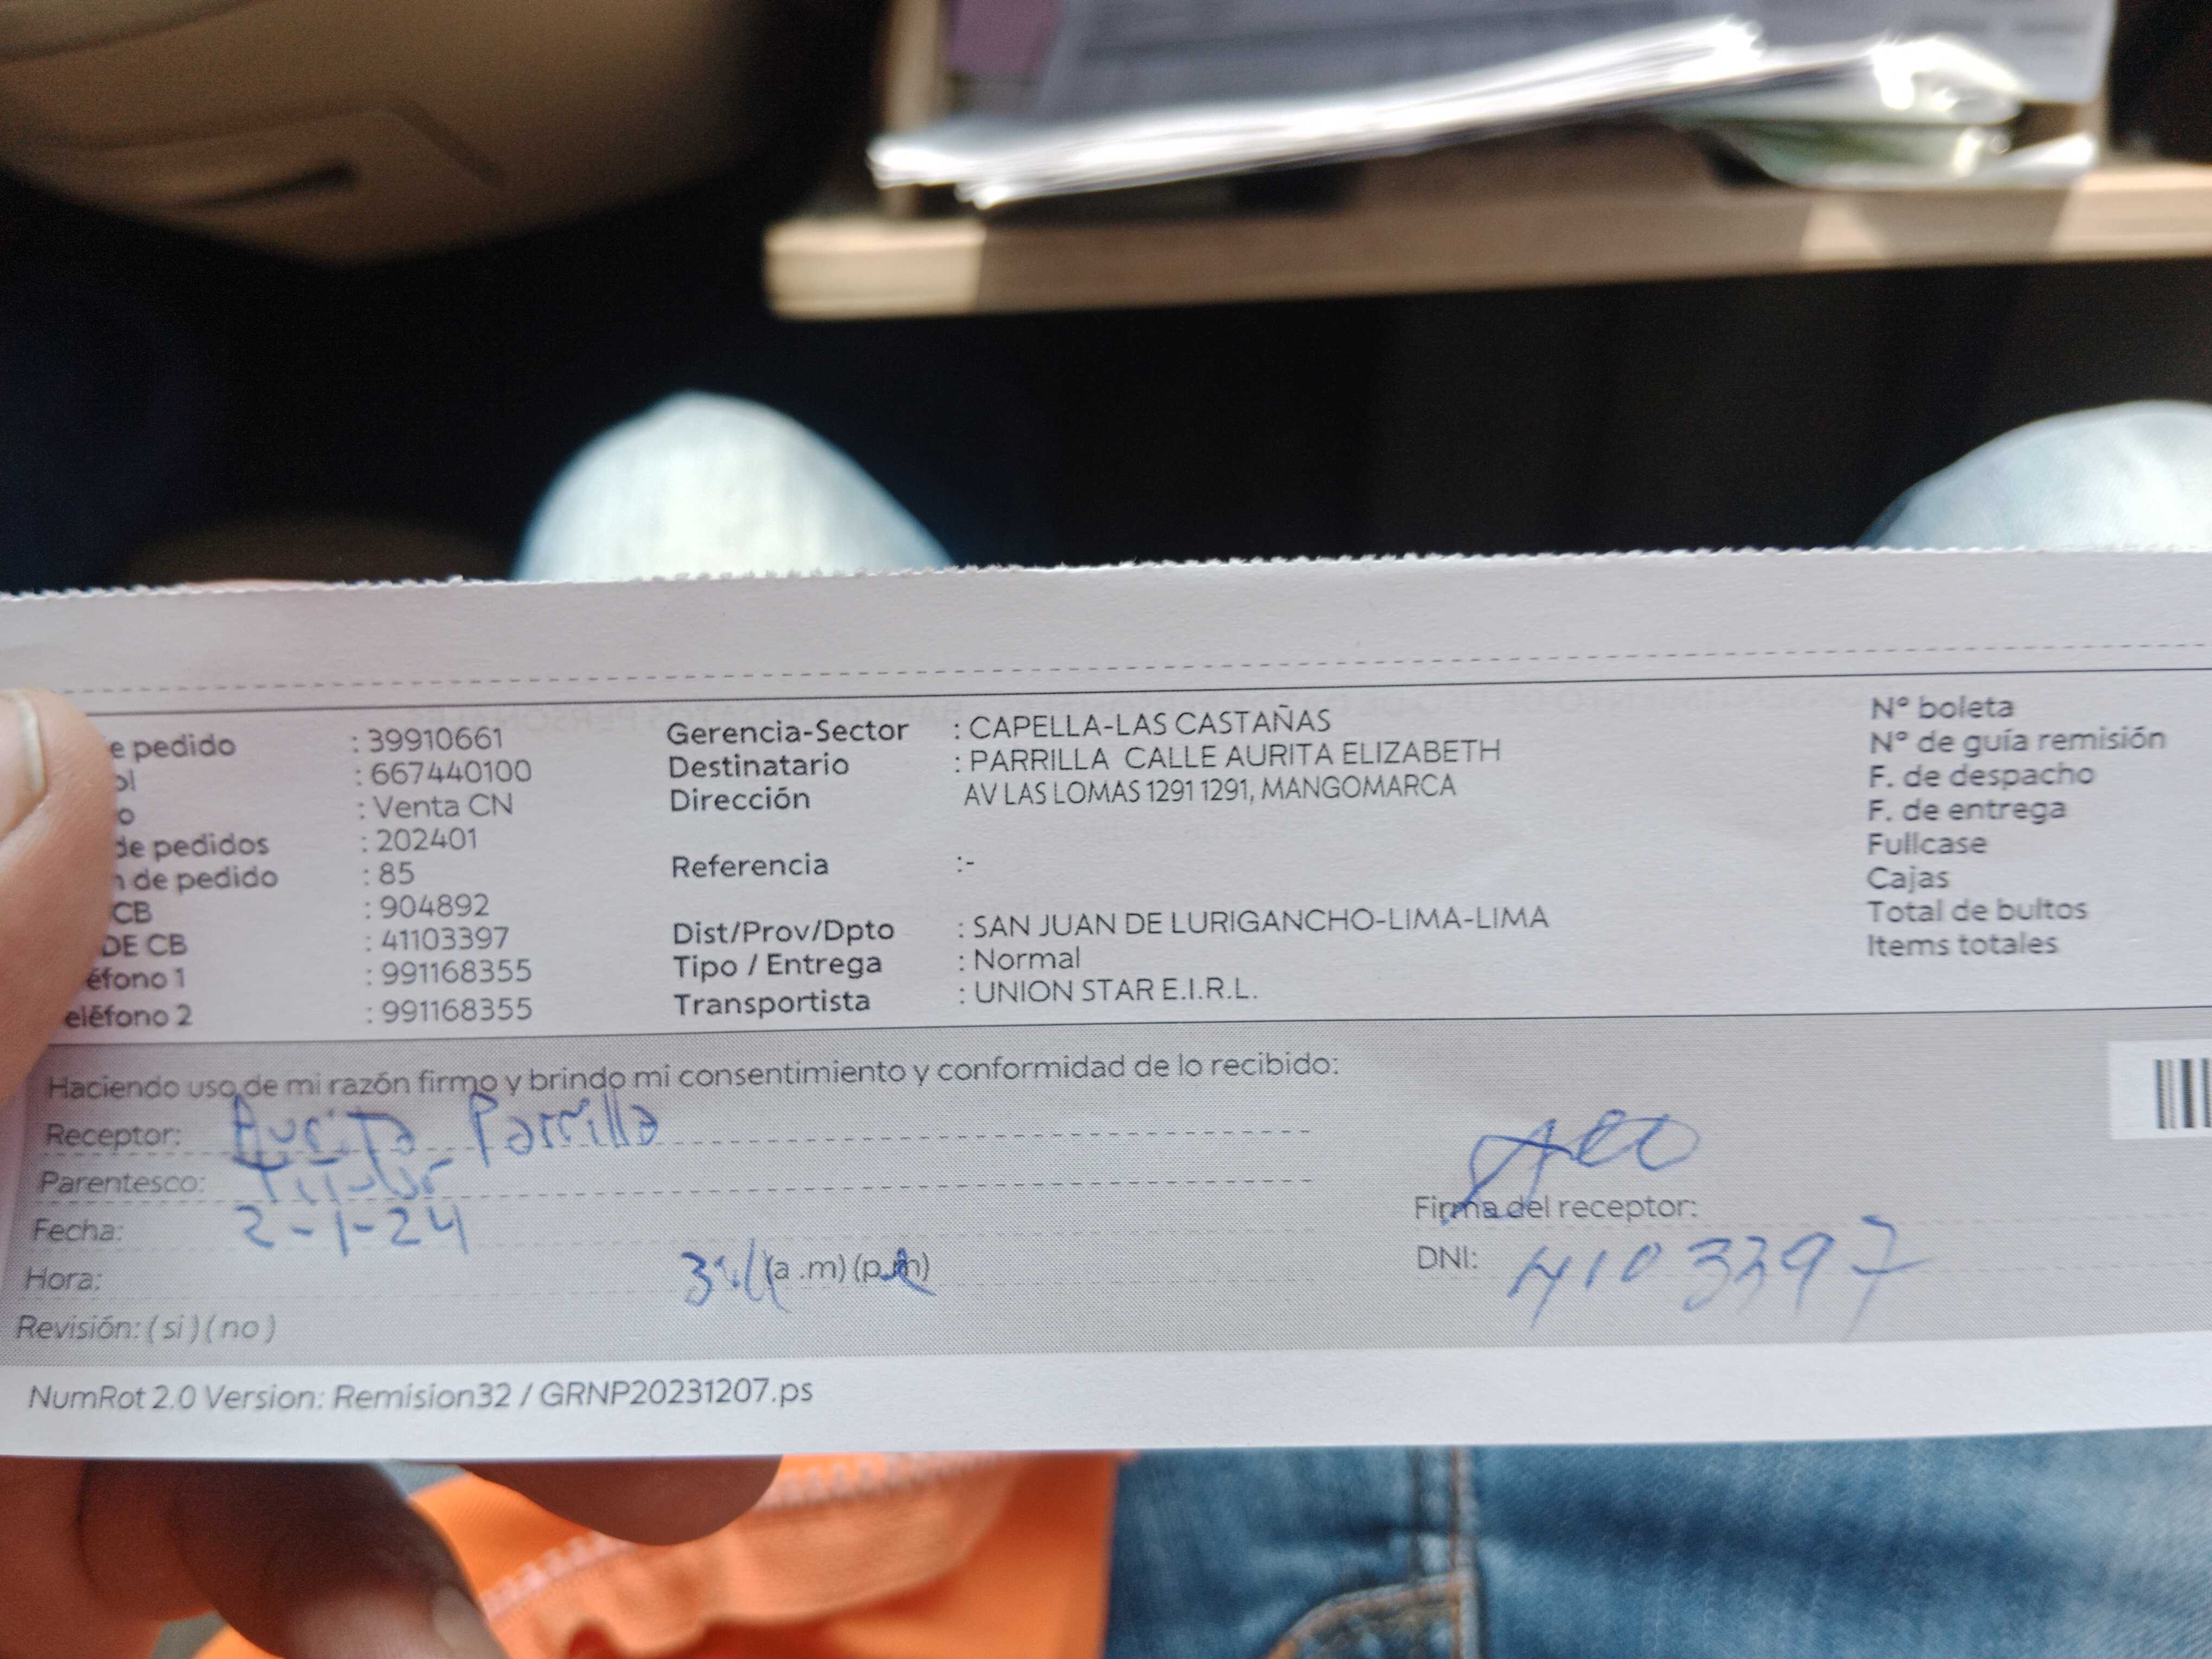 e pedido : 39910661
ol : 667440100
o : Venta CN
de pedidos : 202401
n de pedido : 85
CB : 904892
DE CB : 41103397
éfono 1 : 991168355
eléfono 2 : 991168355
Gerencia-Sector : CAPELLA-LAS CASTAÑAS
Destinatario : PARRILLA CALLE AURITA ELIZABETH
Dirección AV LAS LOMAS 1291 1291, MANGOMARCA
Referencia :-
Dist/Prov/Dpto : SAN JUAN DE LURIGANCHO-LIMA-LIMA
Tipo / Entrega : Normal
Transportista : UNION STAR E.I.R.L.
Nº boleta
Nº de guía remisión
F. de despacho
F. de entrega
Fullcase
Cajas
Total de bultos
Items totales
Haciendo uso de mi razón firmo y brindo mi consentimiento y conformidad de lo recibido:
Receptor: Aurita Parrilla
Parentesco: Titular
Fecha: 2-1-24
Hora: (a .m) (p.m)
Revisión: ( si ) ( no )
Firma del receptor:
DNI: 4103397
NumRot 2.0 Version: Remision32 / GRNP20231207.ps